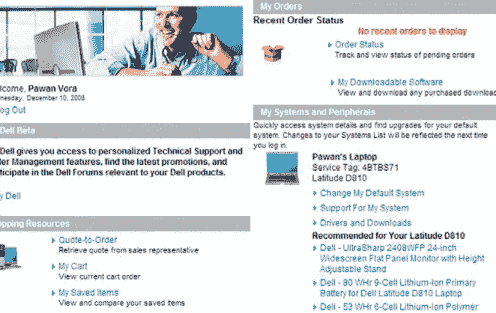 lcome, Pawan Vora
nesday, December 10, 2008
og Out
Dell Beta
Dell gives you access to personalized Technical Support and
der Management features, find the latest promotions, and
ticipate in the Dell Forums relevant to your Dell products.
y Dell
opping Resources
Quote-to-Order
Retrieve quote from sales representative
My Cart
View current cart order
My Saved Items
View and compare your saved items
My Orders
Recent Order Status
No recent orders to display
Order Status
Track and view status of pending orders
My Downloadable Software
View and download any purchased downloa
My Systems and Peripherals
Quickly access system details and find upgrades for your default
system. Changes to your Systems List will be reflected the next time
you log in.
Pawan's Laptop
Service Tag: 4BTBS71
Latitude D810
Change My Default System
Support For My System
Drivers and Downloads
Recommended for Your Latitude D810
Dell - UltraSharp 2408WFP 24-inch
Widescreen Flat Panel Monitor with Height
Adjustable Stand
Dell - 80 WHr 9-Cell Lithium-Ion Primary
Battery for Dell Latitude D810 Laptop
Dell - 53 WHr 6-Cell Lithium-Ion Polymer